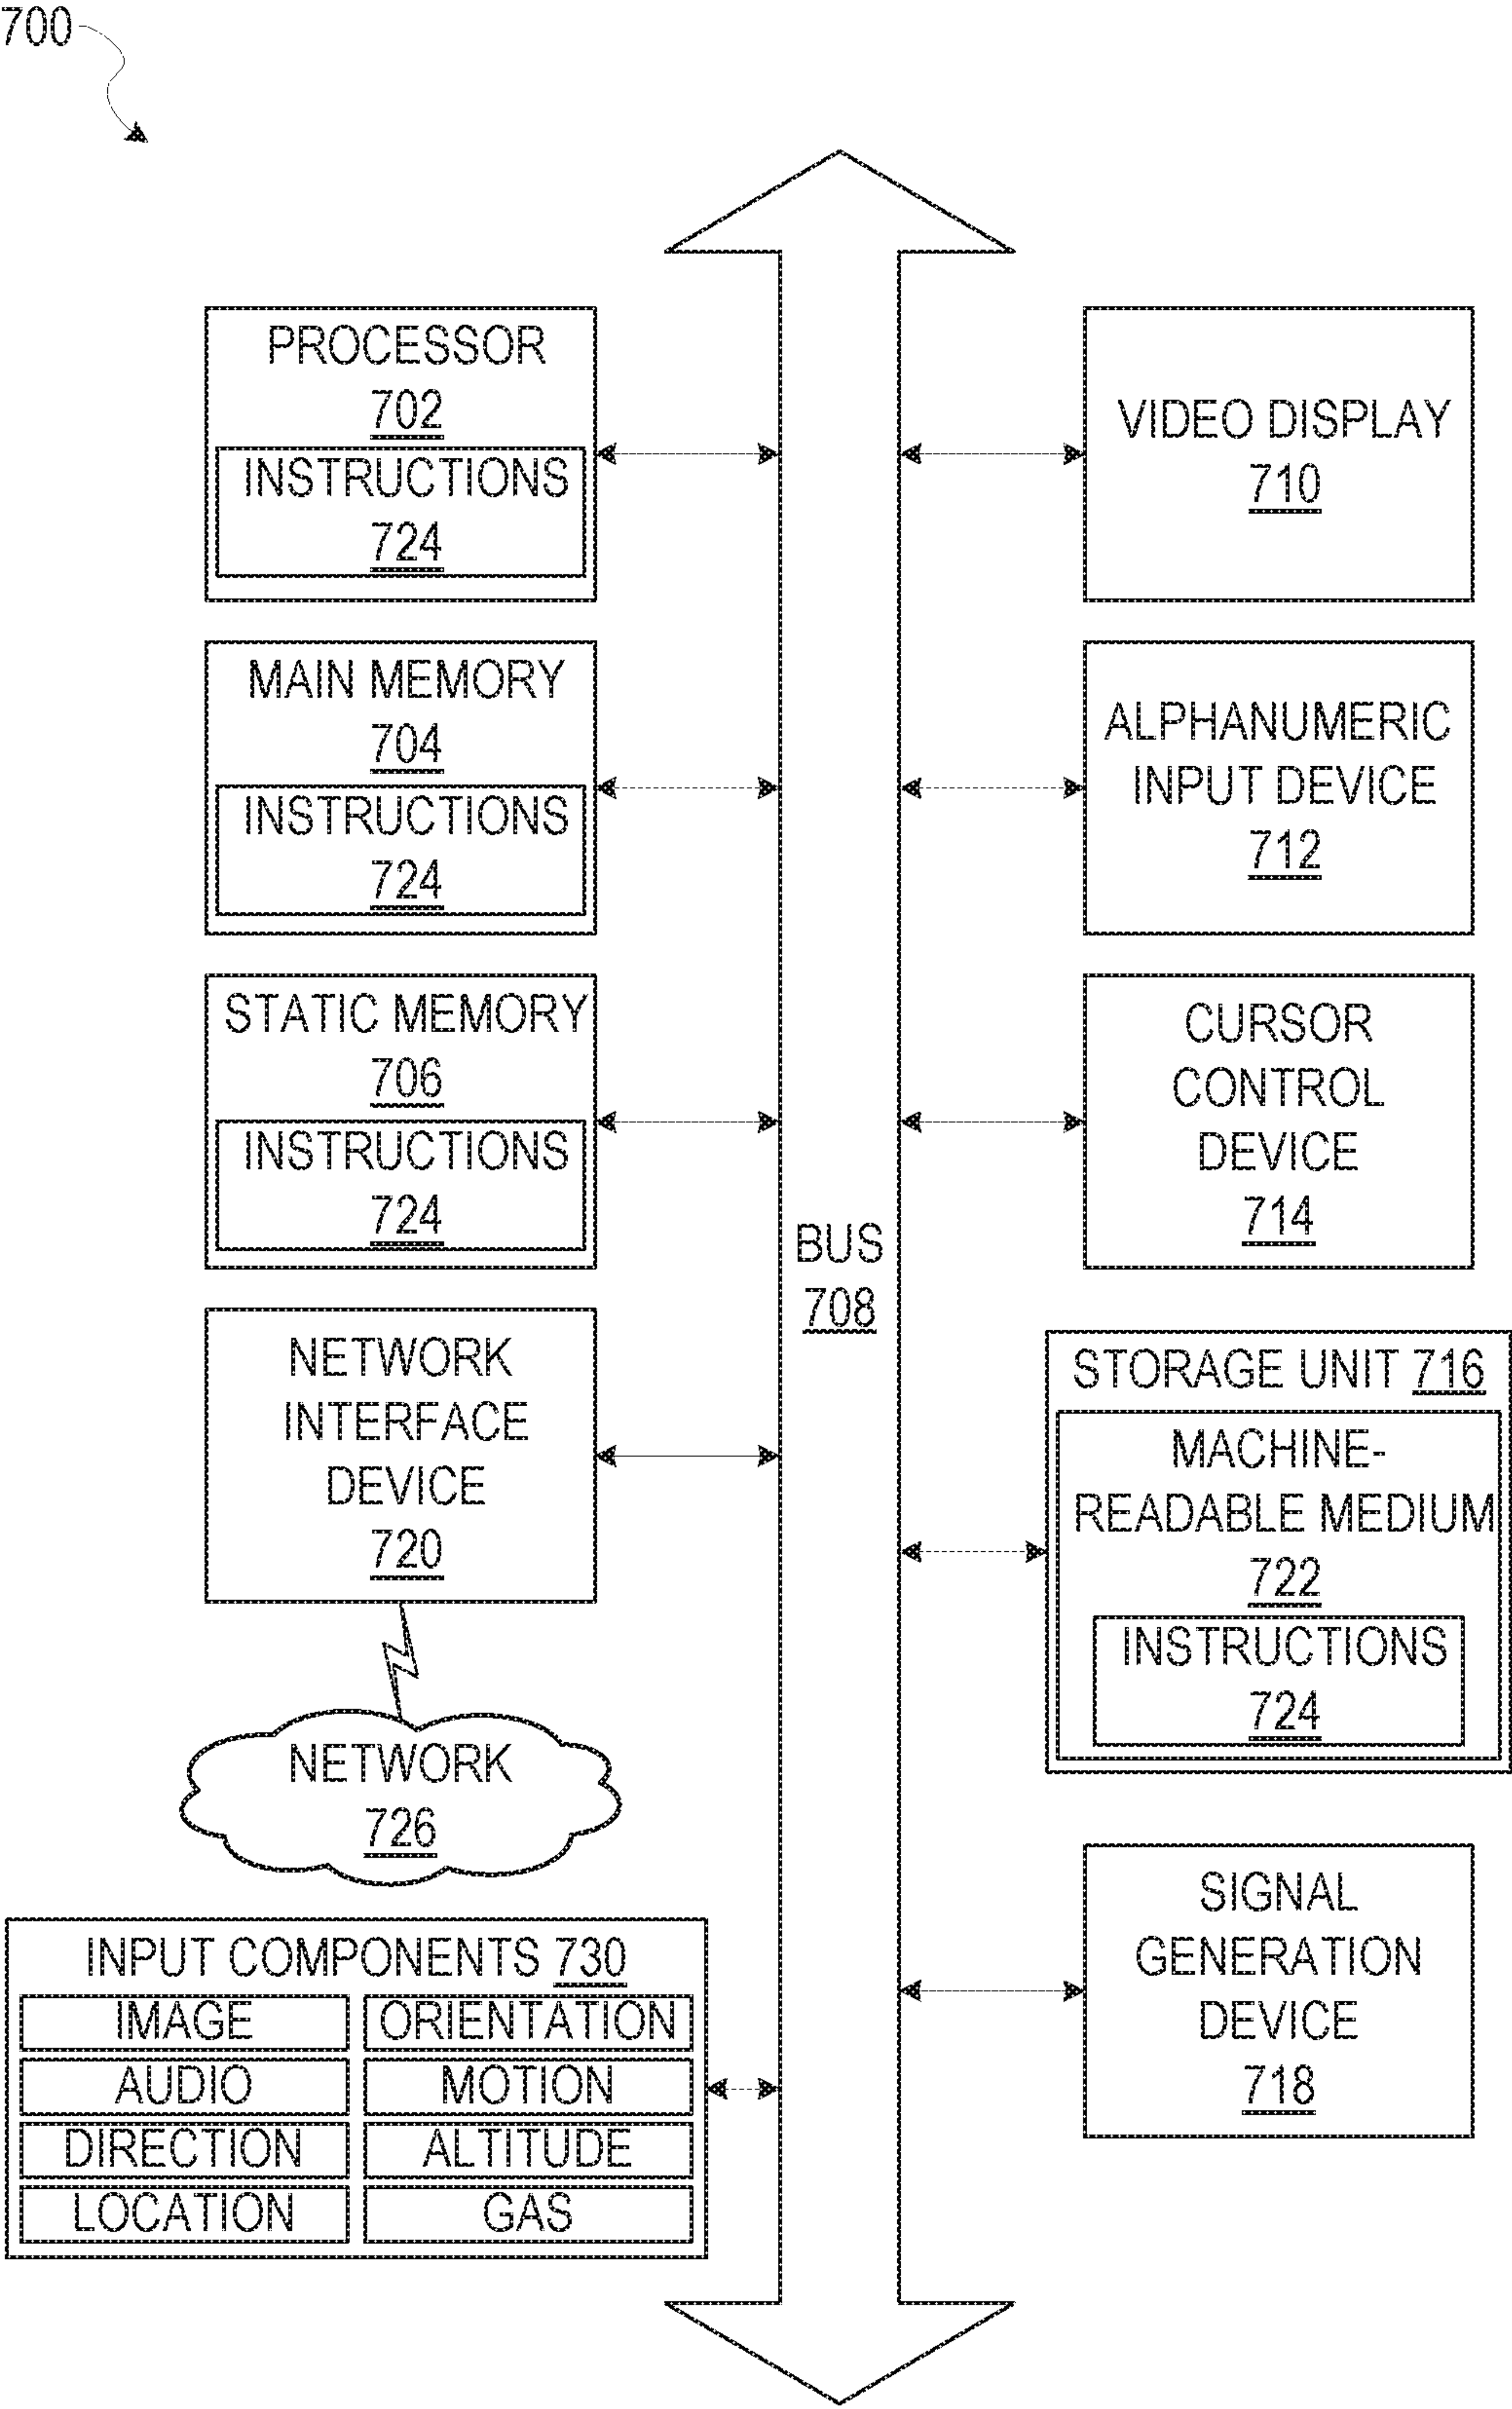 700
PROCESSOR
702
INSTRUCTIONS
724
MAIN MEMORY
704
INSTRUCTIONS
724
STATIC MEMORY
706
INSTRUCTIONS
724
NETWORK
INTERFACE
DEVICE
720
NETWORK
726
INPUT COMPONENTS 730
IMAGE
ORIENTATION
AUDIO
MOTION
DIRECTION
ALTITUDE
LOCATION
GAS
BUS
708
VIDEO DISPLAY
710
ALPHANUMERIC
INPUT DEVICE
712
CURSOR
CONTROL
DEVICE
714
STORAGE UNIT 716
MACHINE-
READABLE MEDIUM
722
INSTRUCTIONS
724
SIGNAL
GENERATION
DEVICE
718